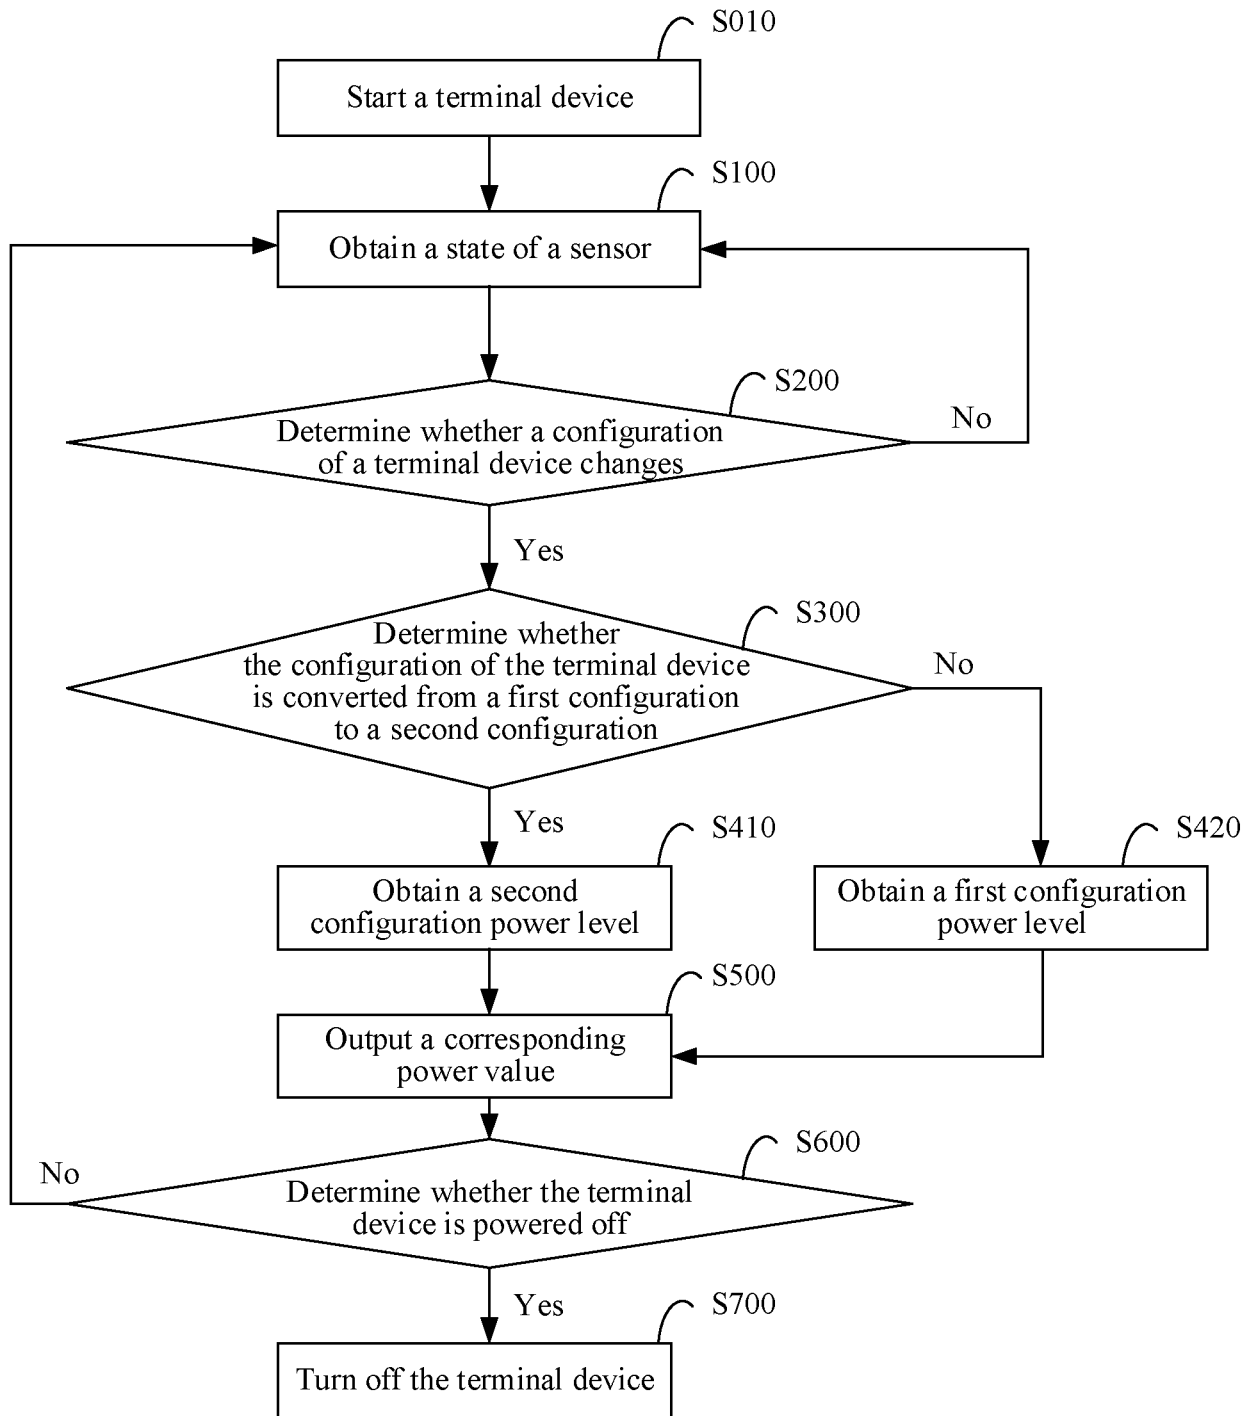 S010
Start a terminal device
S100
Obtain a state of a sensor
S200
Determine whether a configuration
of a terminal device changes
No
Yes
S300
Determine whether
the configuration of the terminal device
is converted from a first configuration
to a second configuration
No
Yes
S410
Obtain a second
configuration power level
S420
Obtain a first configuration
power level
S500
Output a corresponding
power value
S600
Determine whether the terminal
device is powered off
No
Yes
S700
Turn off the terminal device